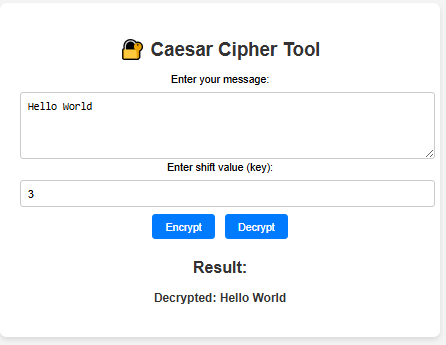 Caesar Cipher Tool
Enter your message:
Hello World
Enter shift value (key):
3
Encrypt Decrypt
Result:
Decrypted: Hello World